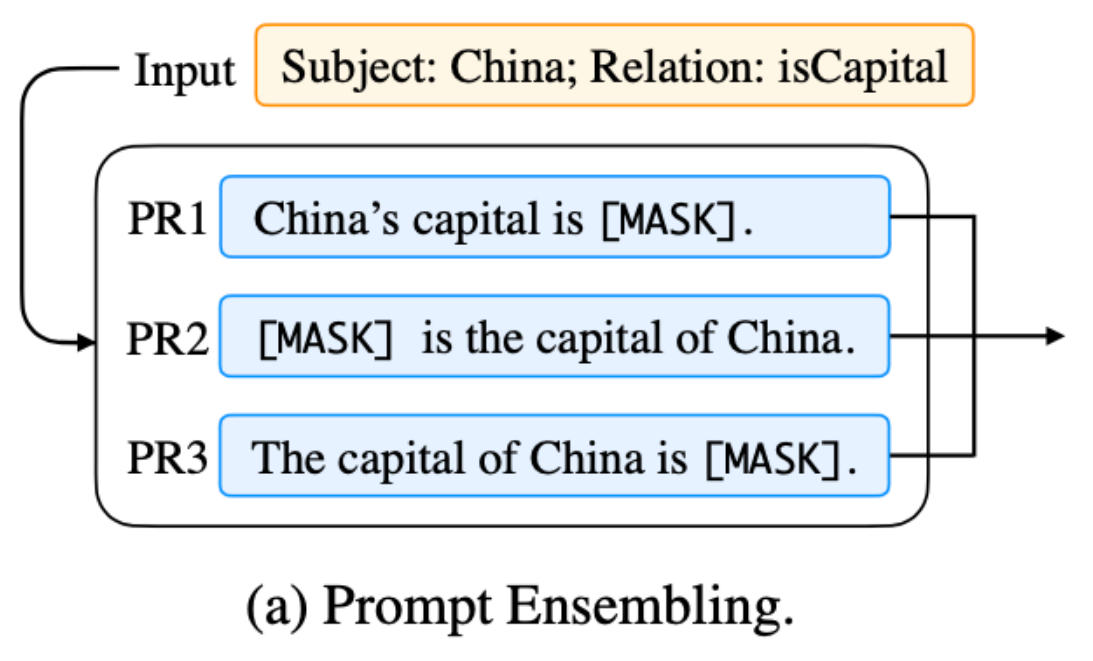 Input Subject: China; Relation: isCapital
PR1 China’s capital is [MASK].
PR2 [MASK] is the capital of China.
PR3 The capital of China is [MASK].
(a) Prompt Ensembling.